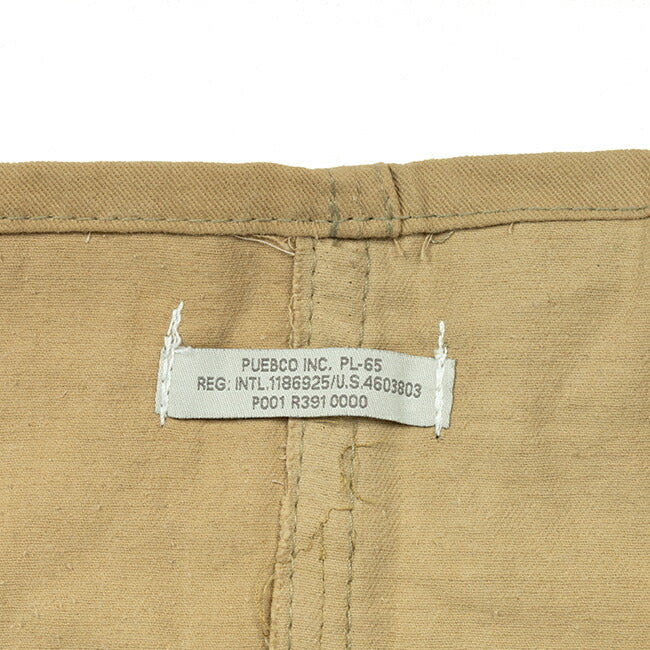 PUEBCO INC. PL-65
REG: INTL.1186925/U.S.4603803
P001 R391 0000